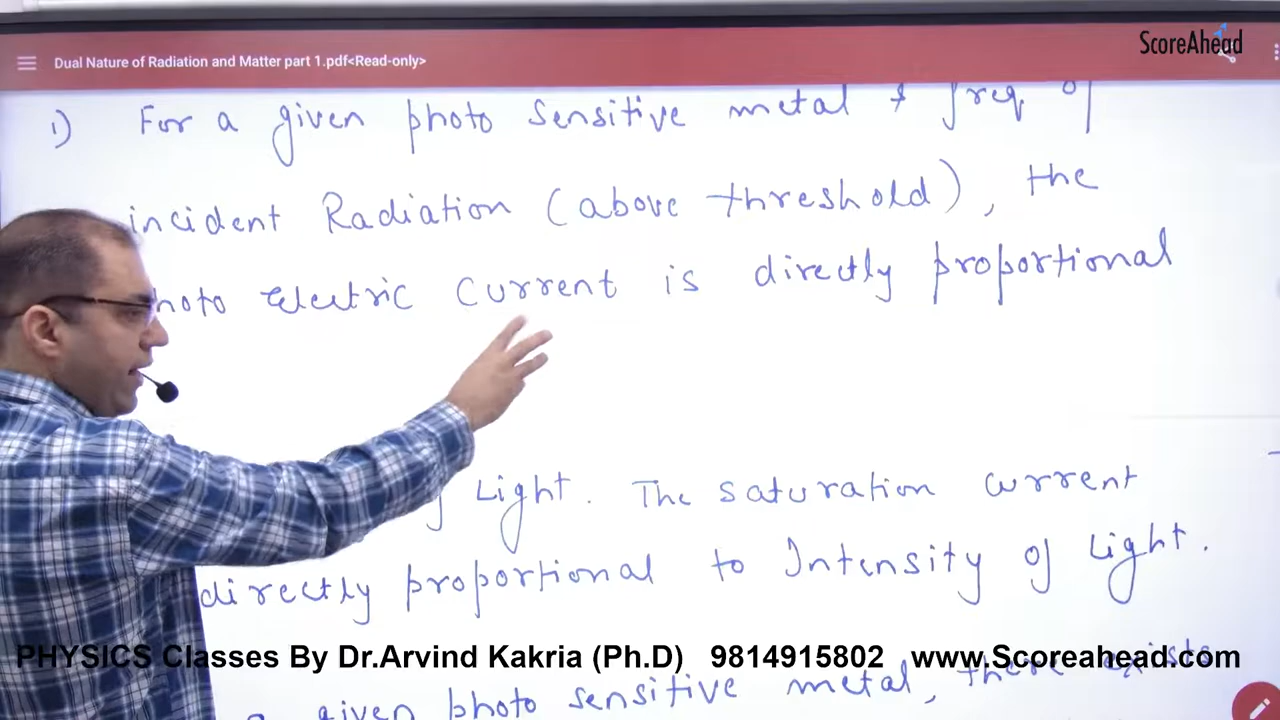 ScoreAhead
Dual Nature of Radiation and Matter part 1.pdf<Read-only>
1) For a given photo sensitive metal & freq of
incident Radiation (above threshold), the
hoto Electric Current is directly proportional
Light. The saturation current
directly proportional to Intensity of Light.
PHYSICS Classes By Dr.Arvind Kakria (Ph.D) 9814915802 www.Scoreahead.com
given photo sensitive metal, there exists